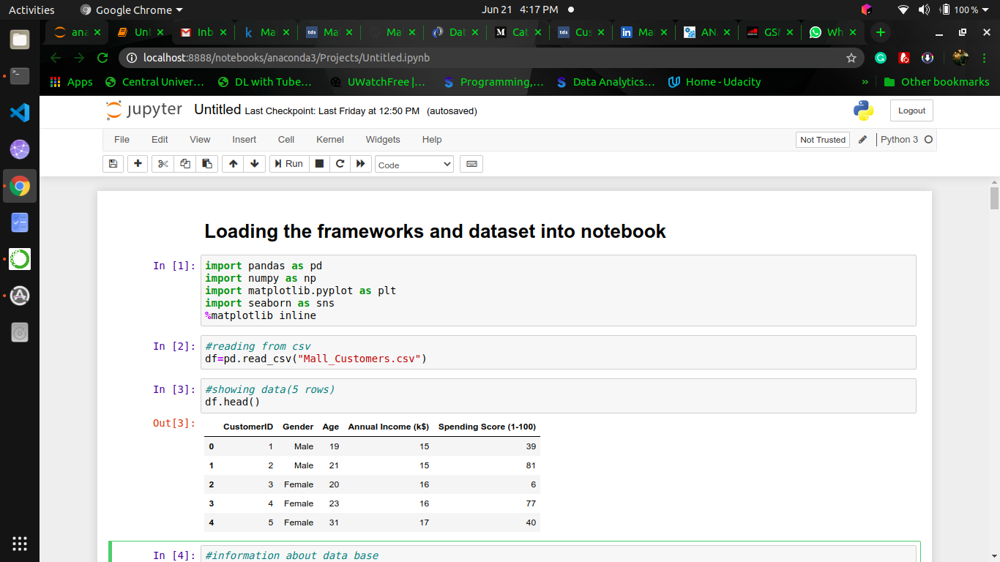 Activities Google Chrome Jun 21 4:17 PM 100 %
ana Unt Inb Ma Ma Ma Dat Cat Cus Ma AN GSM Wh
localhost:8888/notebooks/anaconda3/Projects/Untitled.ipynb
Apps Central Univer… DL with Tube… UWatchFree |… Programming,… Data Analytics… Home - Udacity » Other bookmarks
jupyter Untitled Last Checkpoint: Last Friday at 12:50 PM (autosaved) Logout
File Edit View Insert Cell Kernel Widgets Help Not Trusted Python 3
Run Code
Loading the frameworks and dataset into notebook
In [1]: import pandas as pd
import numpy as np
import matplotlib.pyplot as plt
import seaborn as sns
%matplotlib inline
In [2]: #reading from csv
df=pd.read_csv("Mall_Customers.csv")
In [3]: #showing data(5 rows)
df.head()
Out[3]:
CustomerID Gender Age Annual Income (k$) Spending Score (1-100)
0 1 Male 19 15 39
1 2 Male 21 15 81
2 3 Female 20 16 6
3 4 Female 23 16 77
4 5 Female 31 17 40
In [4]: #information about data base